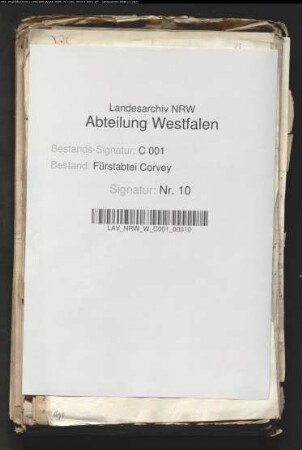 Landesarchiv NRW
Abteilung Westfalen
Bestands-Signatur: C 001
Bestand: Fürstabtei Corvey
Signatur: Nr. 10
LAV_NRW_W_C001_00010